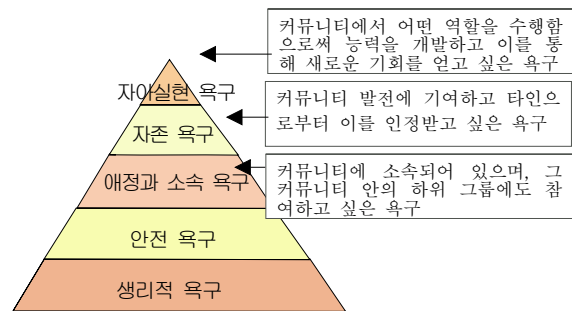 커뮤니티에서 어떤 역할을 수행함
으로써 능력을 개발하고 이를 통
해 새로운 기회를 얻고 싶은 욕구
자아실현 욕구
커뮤니티 발전에 기여하고 타인으
로부터 이를 인정받고 싶은 욕구
자존 욕구
커뮤니티에 소속되어 있으며, 그
커뮤니티 안의 하위 그룹에도 참
여하고 싶은 욕구
애정과 소속 욕구
안전 욕구
생리적 욕구